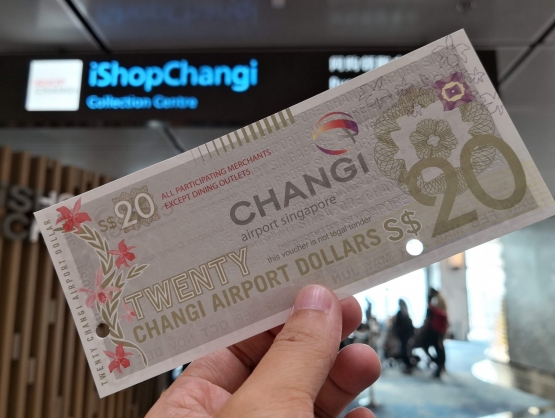 iShopChangi
Collection Centre
S$20
ALL PARTICIPATING MERCHANTS
EXCEPT DINING OUTLETS
CHANGI
airport singapore
this voucher is not legal tender
S$20
TWENTY
CHANGI AIRPORT DOLLARS
TWENTY CHANGI AIRPORT DOLLAR